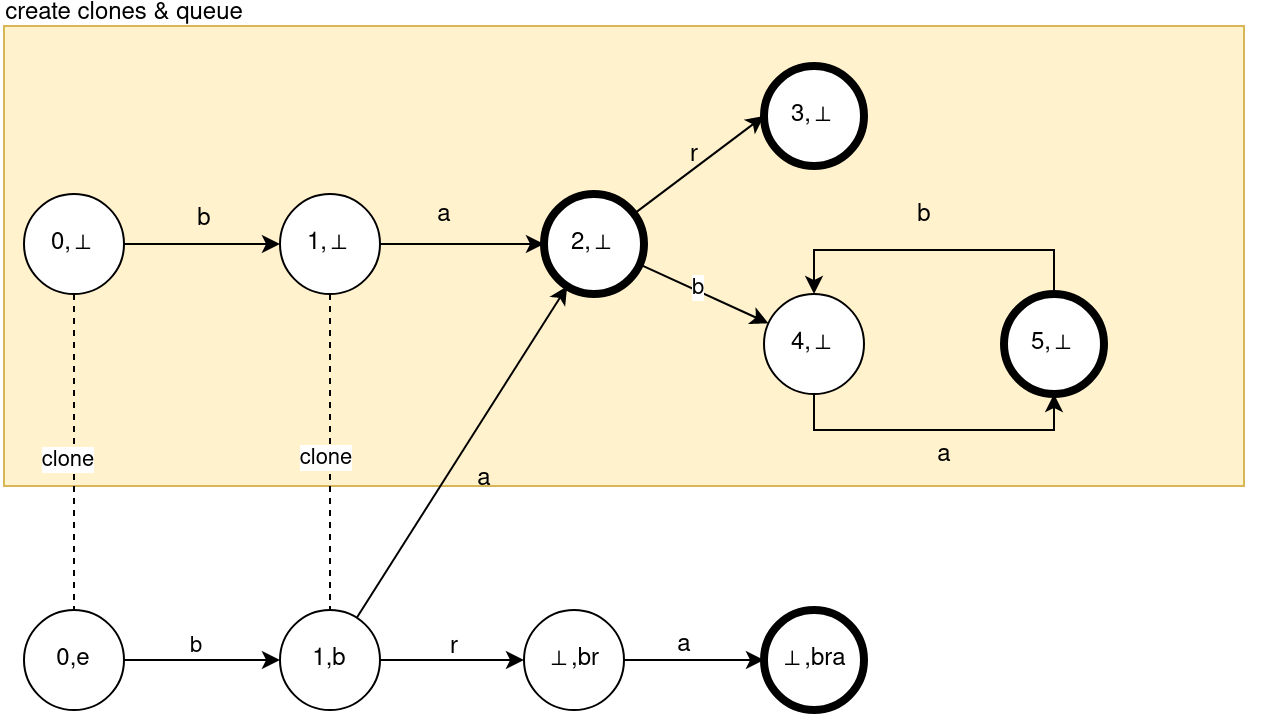 create clones & queue
3,⊥
r
b
a
b
0,⊥
1,⊥
2,⊥
b
4,⊥
5,⊥
clone
clone
a
a
b
r
a
0,e
1,b
⊥,br
⊥,bra